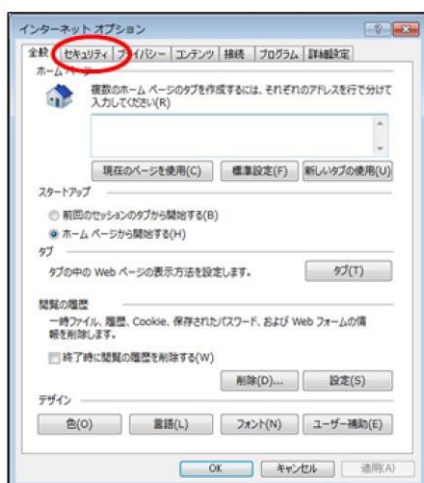 インターネット オプション
全般 セキュリティ プライバシー コンテンツ 接続 プログラム 詳細設定
ホーム ページ
複数のホーム ページのタブを作成するには、それぞれのアドレスを行で分けて
入力してください(R)
現在のページを使用(C) 標準設定(F) 新しいタブの使用(U)
スタートアップ
前回のセッションのタブから開始する(B)
ホーム ページから開始する(H)
タブ
タブの中の Web ページの表示方法を設定します。 タブ(T)
閲覧の履歴
一時ファイル、履歴、Cookie、保存されたパスワード、および Web フォームの情
報を削除します。
終了時に閲覧の履歴を削除する(W)
削除(D)... 設定(S)
デザイン
色(O) 言語(L) フォント(N) ユーザー補助(E)
OK キャンセル 適用(A)